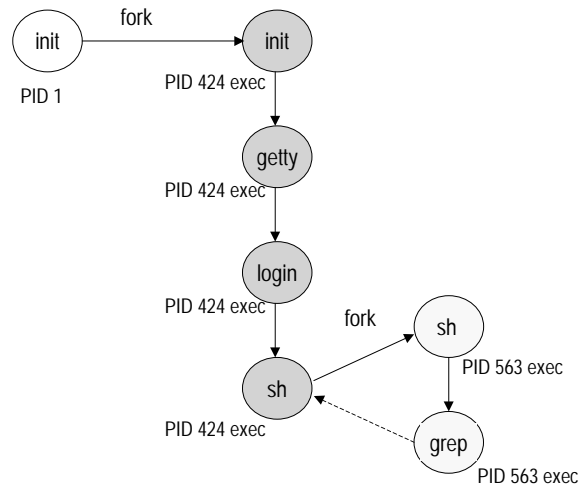 fork
init
init
PID 1
PID 424 exec
getty
PID 424 exec
login
PID 424 exec
fork
sh
PID 563 exec
sh
PID 424 exec
grep
PID 563 exec